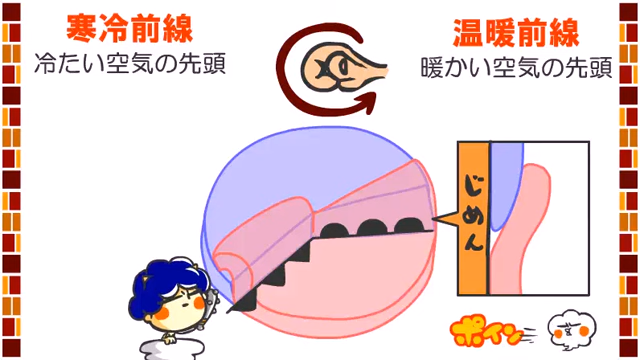 寒冷前線
冷たい空気の先頭
温暖前線
暖かい空気の先頭
じめん
ポイン